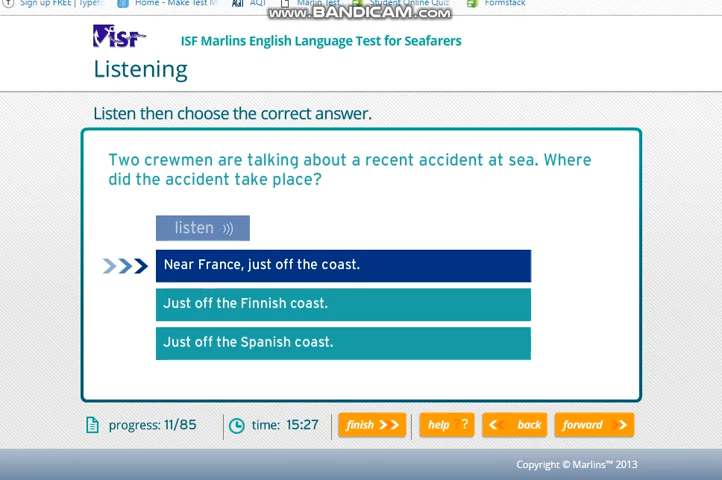 Sign up FREE | Typef
Home - Make Test M
AQI
Marlin Test
Student Online Quiz
Formstack
www.BANDICAM.com
ISF
ISF Marlins English Language Test for Seafarers
Listening
Listen then choose the correct answer.
Two crewmen are talking about a recent accident at sea. Where
did the accident take place?
listen
Near France, just off the coast.
Just off the Finnish coast.
Just off the Spanish coast.
progress: 11/85
time: 15:27
finish
help ??
back
forward
Copyright © Marlins™ 2013